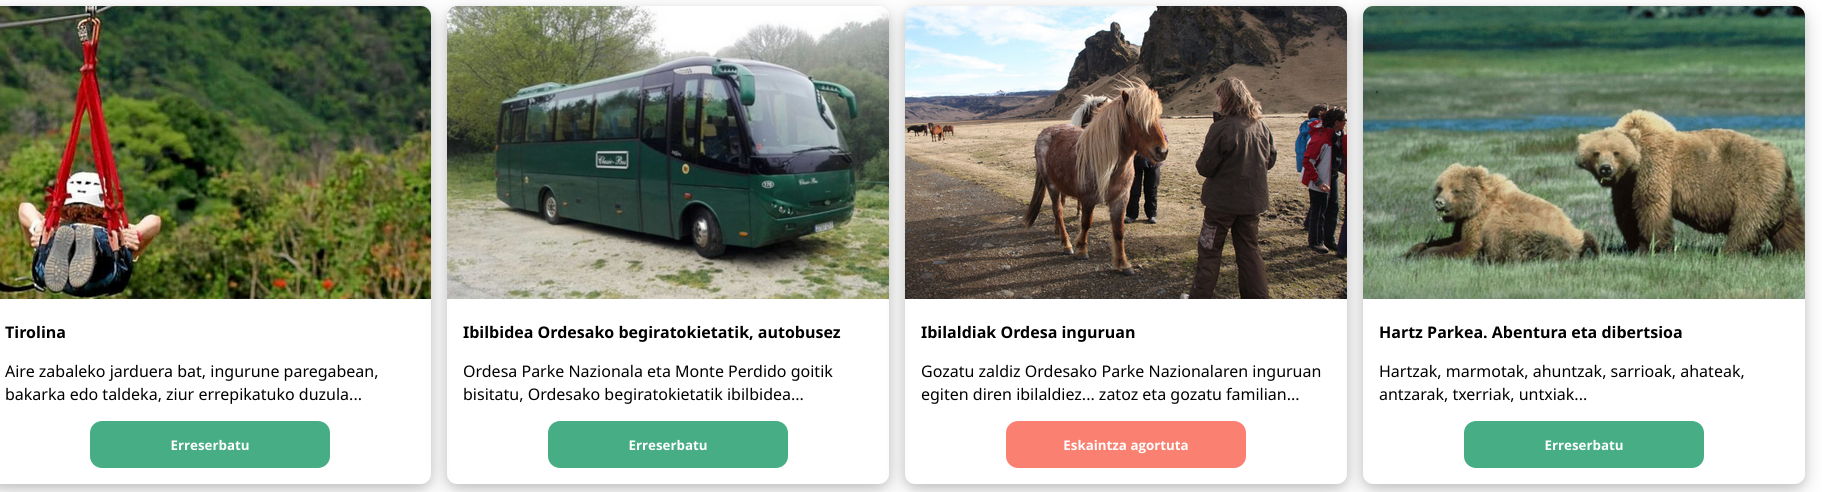 Tirolina
Aire zabaleko jarduera bat, ingurune paregabean,
bakarka edo taldeka, ziur errepikatuko duzula...
Erreserbatu
Ibilbidea Ordesako begiratokietatik, autobusez
Ordesa Parke Nazionala eta Monte Perdido goitik
bisitatu, Ordesako begiratokietatik ibilbidea...
Erreserbatu
Ibilaldiak Ordesa inguruan
Gozatu zaldiz Ordesako Parke Nazionalaren inguruan
egiten diren ibilaldiez... zatoz eta gozatu familian...
Eskaintza agortuta
Hartz Parkea. Abentura eta dibertsioa
Hartzak, marmotak, ahuntzak, sarrioak, ahateak,
antzarak, txerriak, untxiak...
Erreserbatu